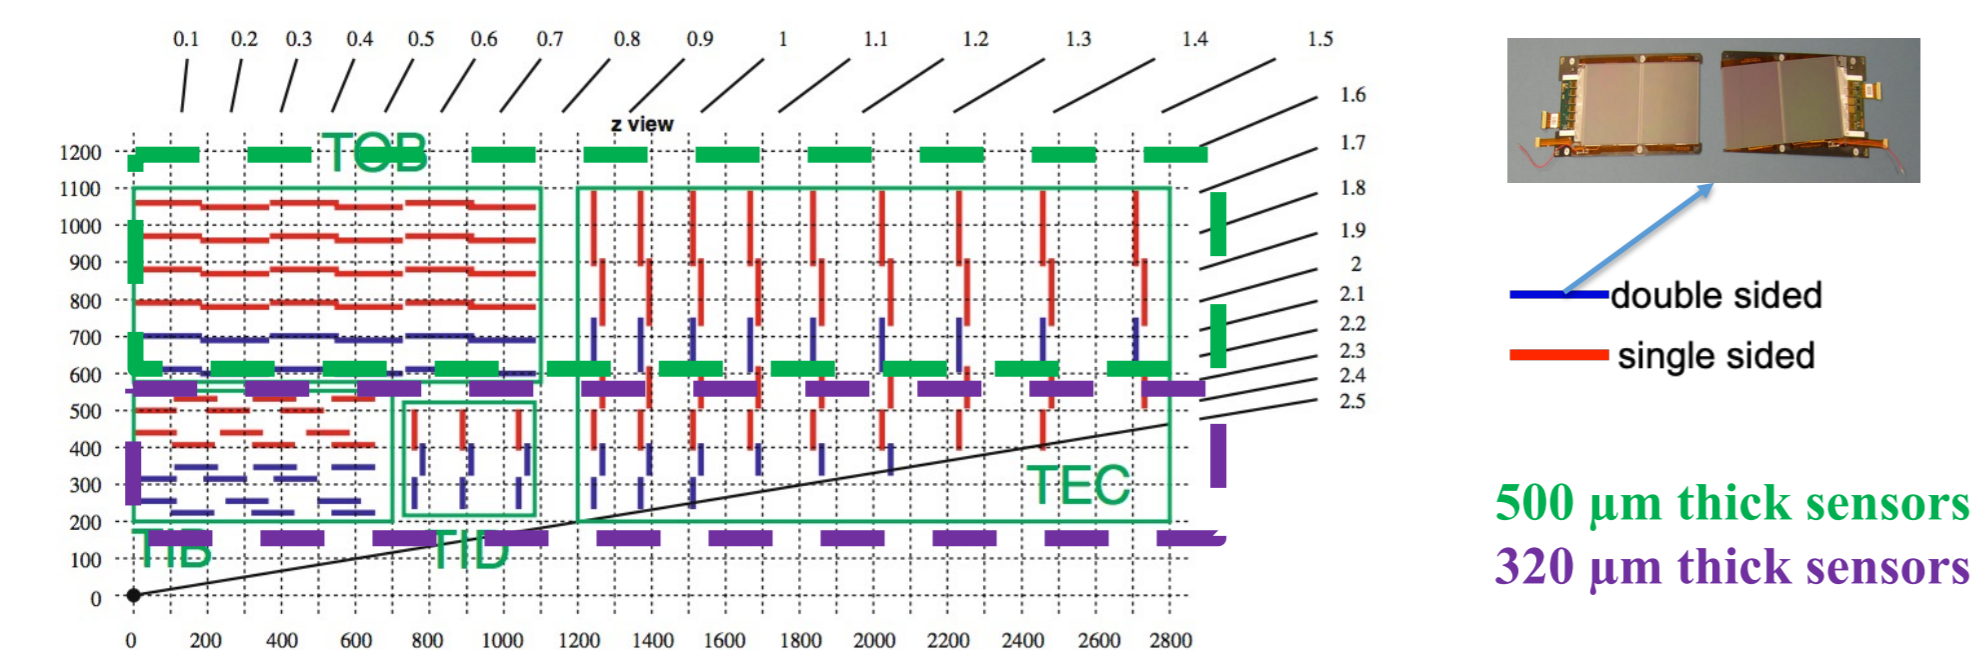 0.1 0.2 0.3 0.4 0.5 0.6 0.7 0.8 0.9 1 1.1 1.2 1.3 1.4 1.5
1.6
1.7
1.8
1.9
2
2.1
2.2
2.3
2.4
2.5
z view
TOB
1200
1100
1000
900
800
700
600
500
400
300
200
100
0
TEC
TIB
TID
0 200 400 600 800 1000 1200 1400 1600 1800 2000 2200 2400 2600 2800
double sided
single sided
500 µm thick sensors
320 µm thick sensors